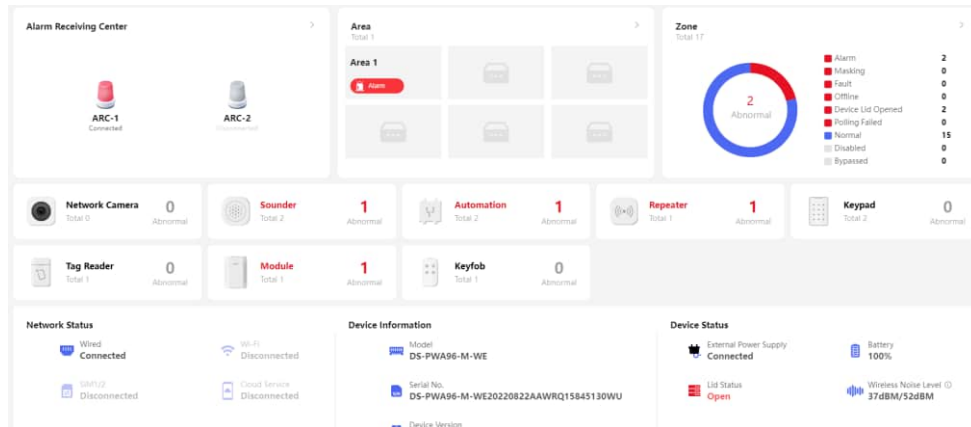 Alarm Receiving Center
ARC-1
Connected
ARC-2
Disconnected
Area
Total 1
Area 1
Alarm
Zone
Total 17
2
Abnormal
Alarm 2
Masking 0
Fault 0
Offline 0
Device Lid Opened 2
Polling Failed 0
Normal 15
Disabled 0
Bypassed 0
Network Camera
Total 0
0
Abnormal
Sounder
Total 2
1
Abnormal
Automation
Total 2
1
Abnormal
Repeater
Total 1
1
Abnormal
Keypad
Total 2
0
Abnormal
Tag Reader
Total 1
0
Abnormal
Module
Total 1
1
Abnormal
Keyfob
Total 1
0
Abnormal
Network Status
Wired
Connected
Wi-Fi
Disconnected
SIM1/2
Disconnected
Cloud Service
Disconnected
Device Information
Model
DS-PWA96-M-WE
Serial No.
DS-PWA96-M-WE20220822AAWRQ15845130WU
Device Version
Device Status
External Power Supply
Connected
Battery
100%
Lid Status
Open
Wireless Noise Level
37dBM/52dBM